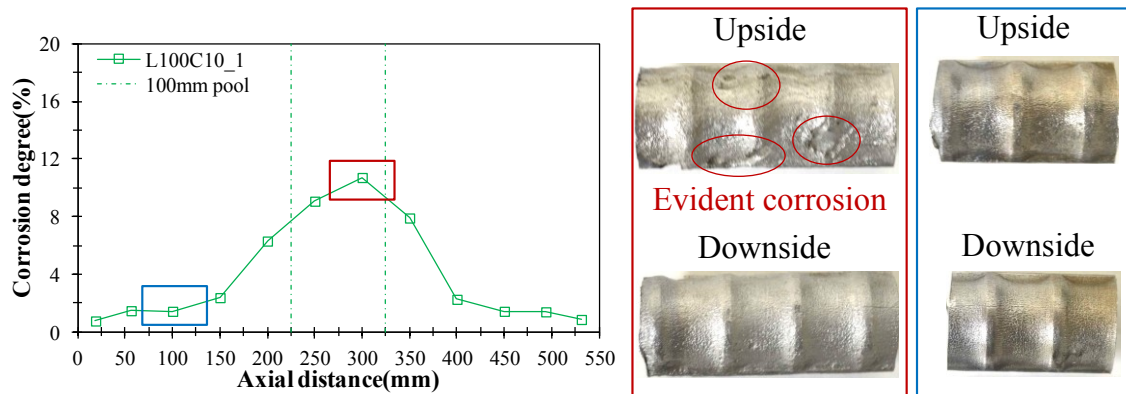 20
16
12
8
4
0
Corrosion degree(%)
L100C10_1
100mm pool
0 50 100 150 200 250 300 350 400 450 500 550
Axial distance(mm)
Upside
Evident corrosion
Downside
Upside
Downside